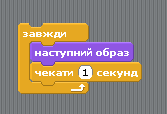 завжди
наступний образ
чекати 1 секунд